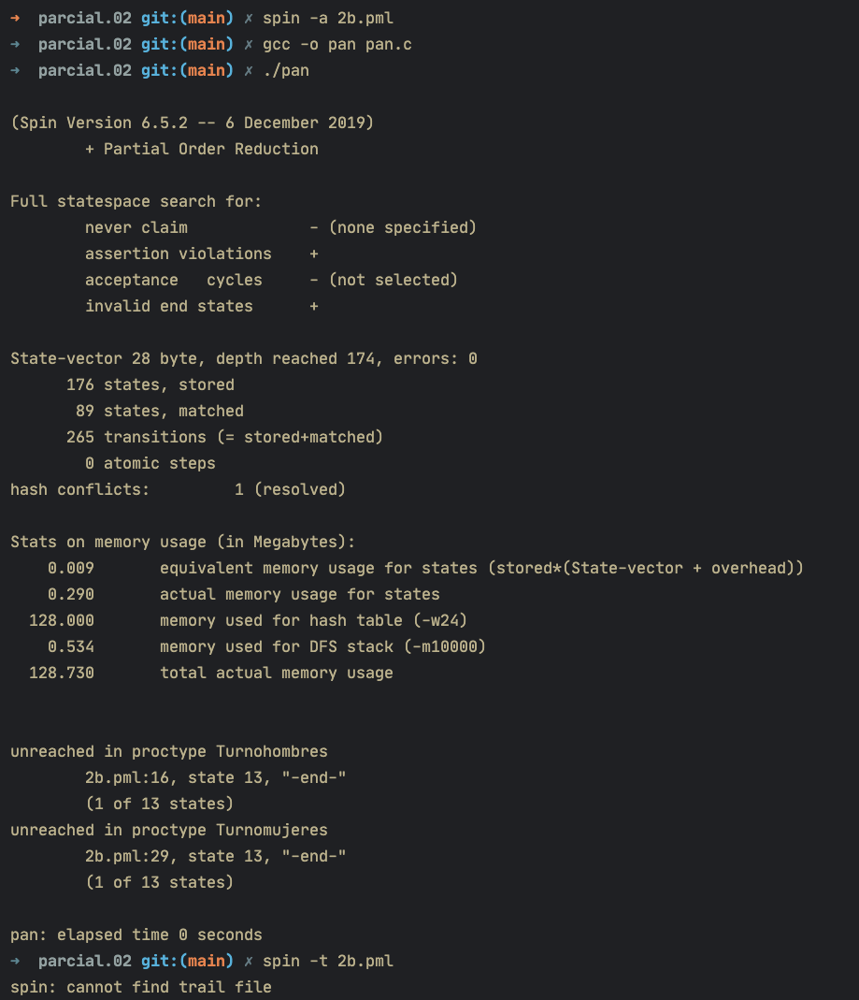 →  parcial.02 git:(main) ✗ spin -a 2b.pml
→  parcial.02 git:(main) ✗ gcc -o pan pan.c
→  parcial.02 git:(main) ✗ ./pan

(Spin Version 6.5.2 -- 6 December 2019)
        + Partial Order Reduction

Full statespace search for:
        never claim             - (none specified)
        assertion violations    +
        acceptance   cycles     - (not selected)
        invalid end states      +

State-vector 28 byte, depth reached 174, errors: 0
      176 states, stored
       89 states, matched
      265 transitions (= stored+matched)
        0 atomic steps
hash conflicts:         1 (resolved)

Stats on memory usage (in Megabytes):
    0.009       equivalent memory usage for states (stored*(State-vector + overhead))
    0.290       actual memory usage for states
  128.000       memory used for hash table (-w24)
    0.534       memory used for DFS stack (-m10000)
  128.730       total actual memory usage


unreached in proctype Turnohombres
        2b.pml:16, state 13, "-end-"
        (1 of 13 states)
unreached in proctype Turnomujeres
        2b.pml:29, state 13, "-end-"
        (1 of 13 states)

pan: elapsed time 0 seconds
→  parcial.02 git:(main) ✗ spin -t 2b.pml
spin: cannot find trail file